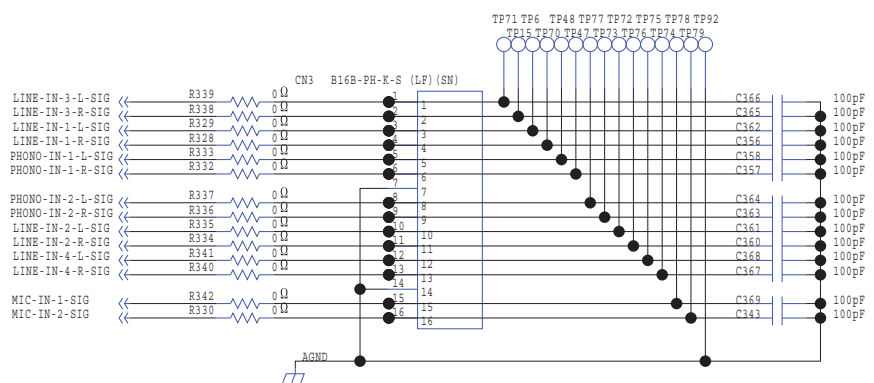 TP71 TP6 TP48 TP77 TP72 TP75 TP78 TP92
TP15 TP70 TP47 TP73 TP76 TP74 TP79
CN3 B16B-PH-K-S (LF)(SN)
LINE-IN-3-L-SIG R339 0Ω 1 1 C366 100pF
LINE-IN-3-R-SIG R338 0Ω 2 2 C365 100pF
LINE-IN-1-L-SIG R329 0Ω 3 3 C362 100pF
LINE-IN-1-R-SIG R328 0Ω 4 4 C356 100pF
PHONO-IN-1-L-SIG R333 0Ω 5 5 C358 100pF
PHONO-IN-1-R-SIG R332 0Ω 6 6 C357 100pF
7 7
PHONO-IN-2-L-SIG R337 0Ω 8 8 C364 100pF
PHONO-IN-2-R-SIG R336 0Ω 9 9 C363 100pF
LINE-IN-2-L-SIG R335 0Ω 10 10 C361 100pF
LINE-IN-2-R-SIG R334 0Ω 11 11 C360 100pF
LINE-IN-4-L-SIG R341 0Ω 12 12 C368 100pF
LINE-IN-4-R-SIG R340 0Ω 13 13 C367 100pF
14 14
MIC-IN-1-SIG R342 0Ω 15 15 C369 100pF
MIC-IN-2-SIG R330 0Ω 16 16 C343 100pF
AGND